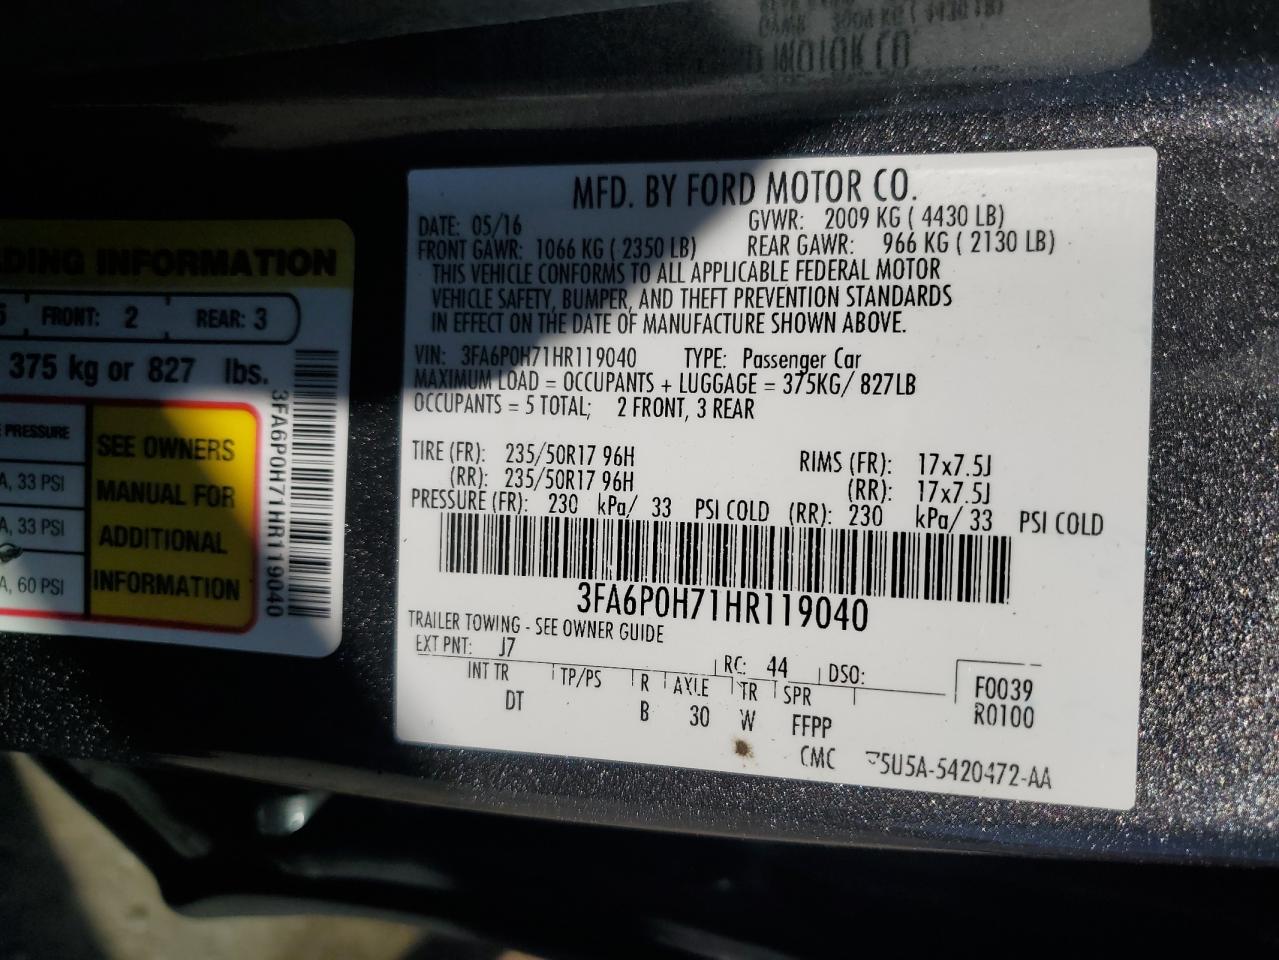 MFD. BY FORD MOTOR CO.
DATE: 05/16 GVWR: 2009 KG ( 4430 LB)
FRONT GAWR: 1066 KG ( 2350 LB) REAR GAWR: 966 KG ( 2130 LB)
THIS VEHICLE CONFORMS TO ALL APPLICABLE FEDERAL MOTOR
VEHICLE SAFETY, BUMPER, AND THEFT PREVENTION STANDARDS
IN EFFECT ON THE DATE OF MANUFACTURE SHOWN ABOVE.
VIN: 3FA6P0H71HR119040 TYPE: Passenger Car
MAXIMUM LOAD = OCCUPANTS + LUGGAGE = 375KG/ 827LB
OCCUPANTS = 5 TOTAL; 2 FRONT, 3 REAR
TIRE (FR): 235/50R17 96H RIMS (FR): 17x7.5J
(RR): 235/50R17 96H (RR): 17x7.5J
PRESSURE (FR): 230 kPa/ 33 PSI COLD (RR): 230 kPa/ 33 PSI COLD
3FA6P0H71HR119040
TRAILER TOWING - SEE OWNER GUIDE
EXT PNT: J7 RC: 44 DSO:
INT TR TP/PS R AXLE TR SPR F0039
DT B 30 W FFPP R0100
CMC 5U5A-5420472-AA
INFORMATION
5 FRONT: 2 REAR: 3
375 kg or 827 lbs.
PRESSURE SEE OWNERS
A, 33 PSI MANUAL FOR
A, 33 PSI ADDITIONAL
A, 60 PSI INFORMATION
3FA6P0H71HR119040
MOTOR CO